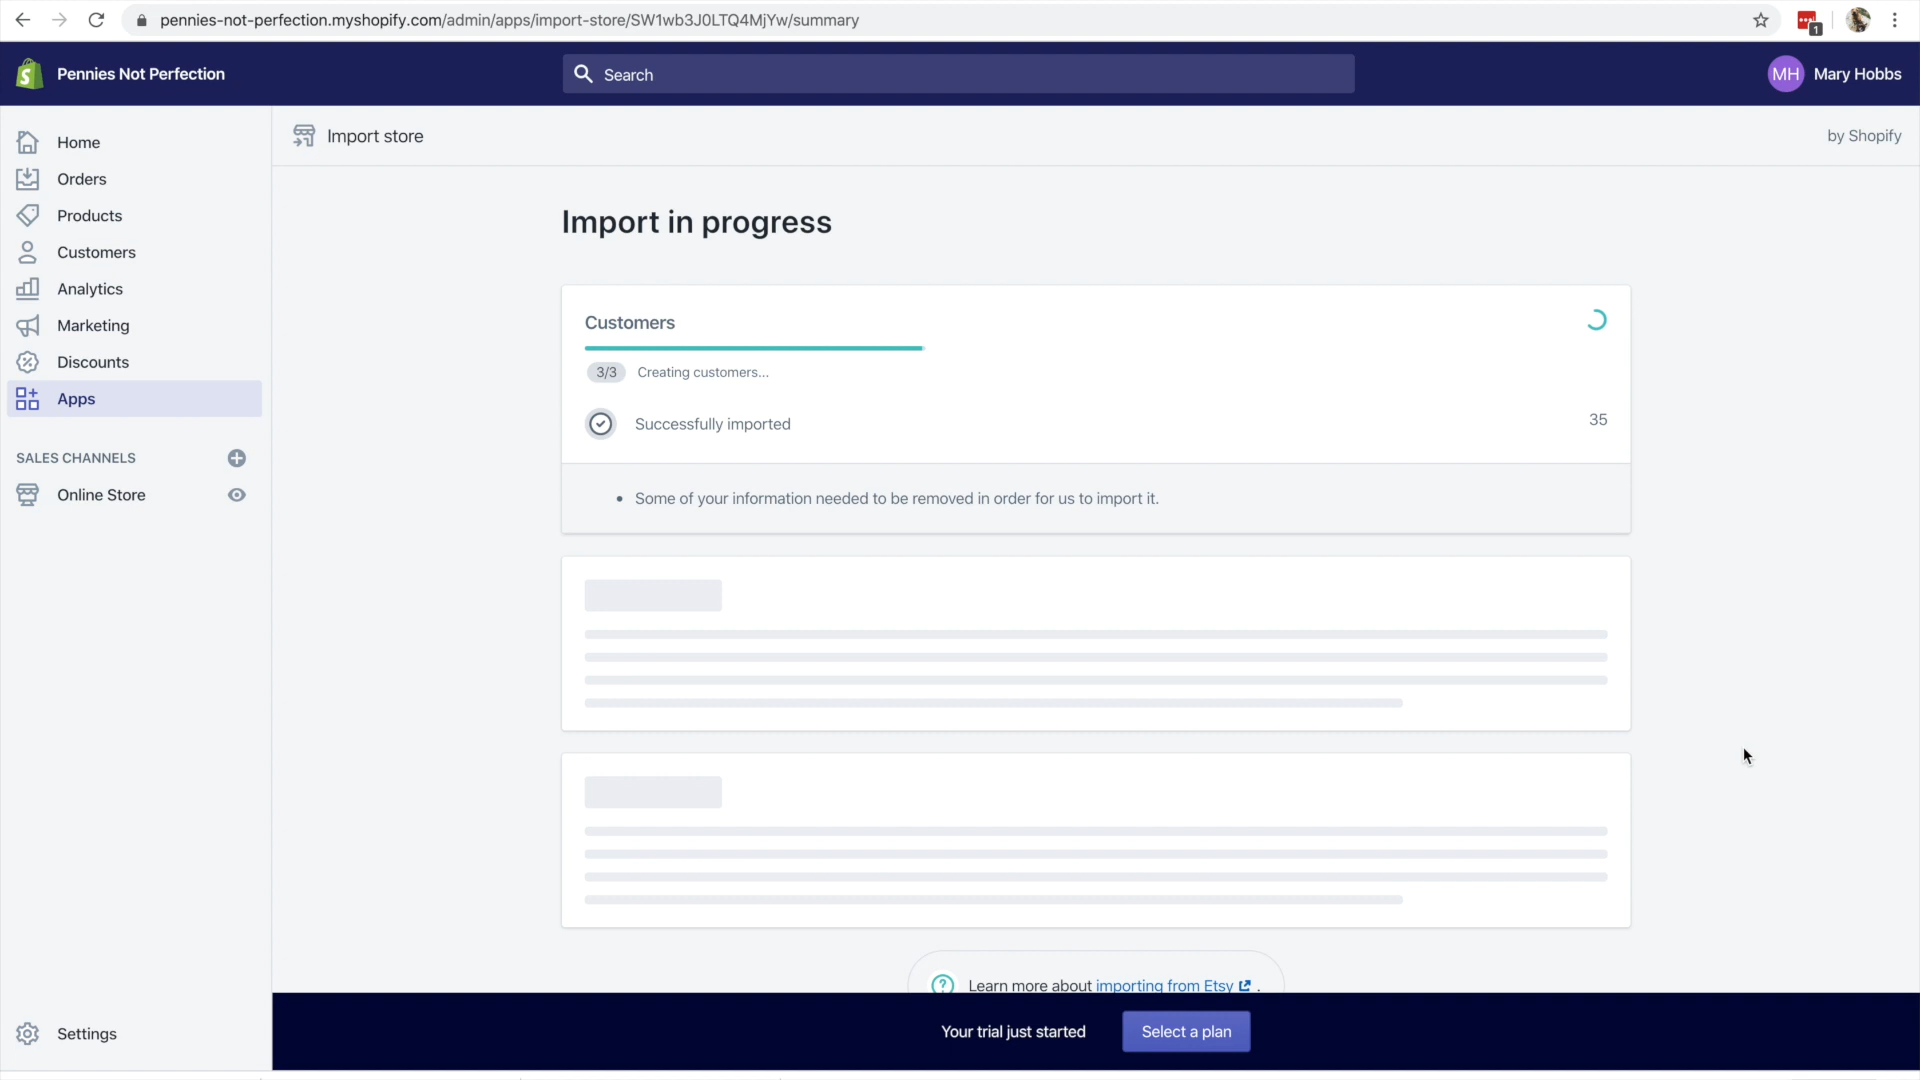 pennies-not-perfection.myshopify.com/admin/apps/import-store/SW1wb3J0LTQ4MjYw/summary
1
Pennies Not Perfection
Search
MH
Mary Hobbs
Home
Orders
Products
Customers
Analytics
Marketing
Discounts
Apps
SALES CHANNELS
Online Store
Settings
Import store
by Shopify
Import in progress
Customers
3/3
Creating customers...
Successfully imported
35
Some of your information needed to be removed in order for us to import it.
Learn more about importing from Etsy .
Your trial just started
Select a plan